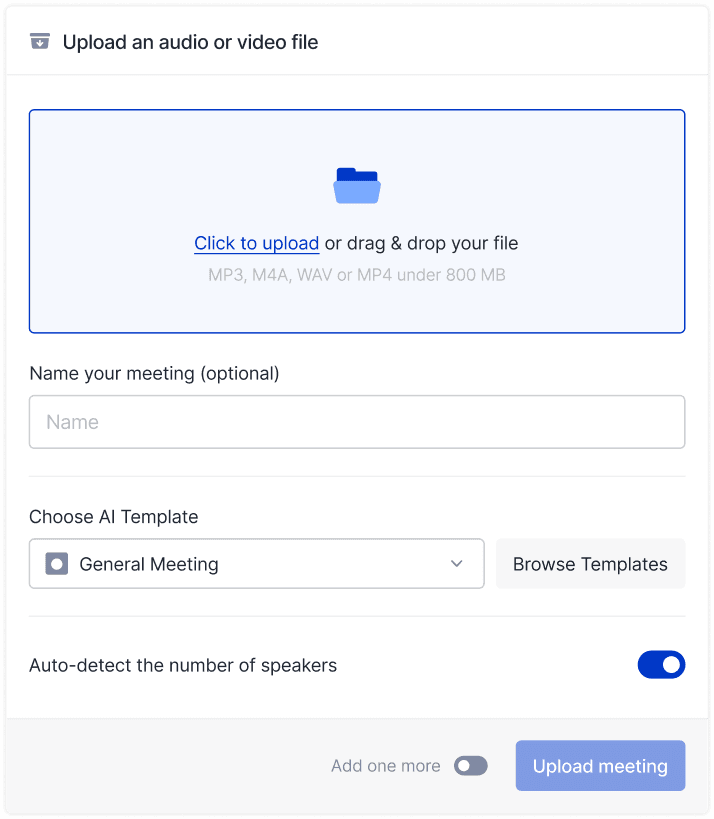 Upload an audio or video file
Click to upload or drag & drop your file
MP3, M4A, WAV or MP4 under 800 MB
Name your meeting (optional)
Name
Choose AI Template
General Meeting
Browse Templates
Auto-detect the number of speakers
Add one more
Upload meeting